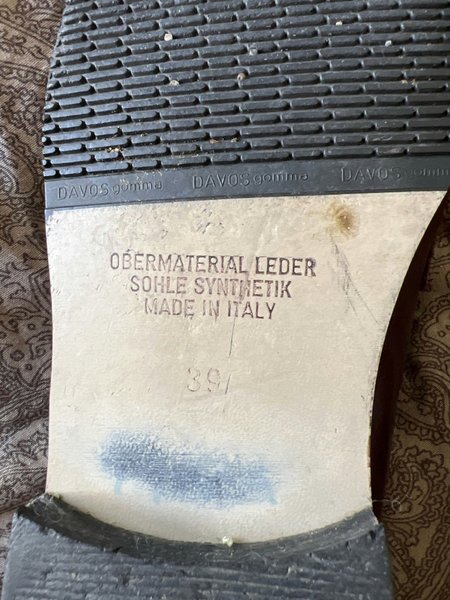 DAVOS gomma DAVOS gomma DAVOS gomma
OBERMATERIAL LEDER
SOHLE SYNTHETIK
MADE IN ITALY
39